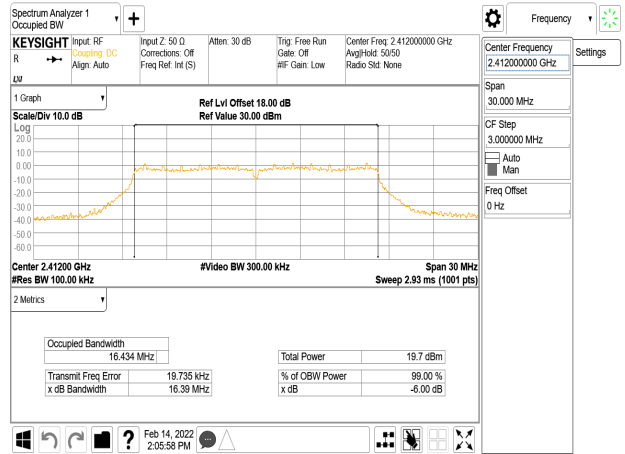 Spectrum Analyzer 1
Occupied BW
Frequency
KEYSIGHT
R
LXI
Input: RF
Coupling: DC
Align: Auto
Input Z: 50 Ω
Corrections: Off
Freq Ref: Int (S)
Atten: 30 dB
Trig: Free Run
Gate: Off
#IF Gain: Low
Center Freq: 2.412000000 GHz
Avg|Hold: 50/50
Radio Std: None
Center Frequency
2.412000000 GHz
Settings
Span
30.000 MHz
CF Step
3.000000 MHz
Auto
Man
Freq Offset
0 Hz
1 Graph
Scale/Div 10.0 dB
Ref Lvl Offset 18.00 dB
Ref Value 30.00 dBm
Log
20.0
10.0
0.00
-10.0
-20.0
-30.0
-40.0
-50.0
-60.0
Center 2.41200 GHz
#Res BW 100.00 kHz
#Video BW 300.00 kHz
Span 30 MHz
Sweep 2.93 ms (1001 pts)
2 Metrics
Occupied Bandwidth
16.434 MHz
Total Power 19.7 dBm
Transmit Freq Error 19.735 kHz
% of OBW Power 99.00 %
x dB Bandwidth 16.39 MHz
x dB -6.00 dB
?
Feb 14, 2022
2:05:58 PM